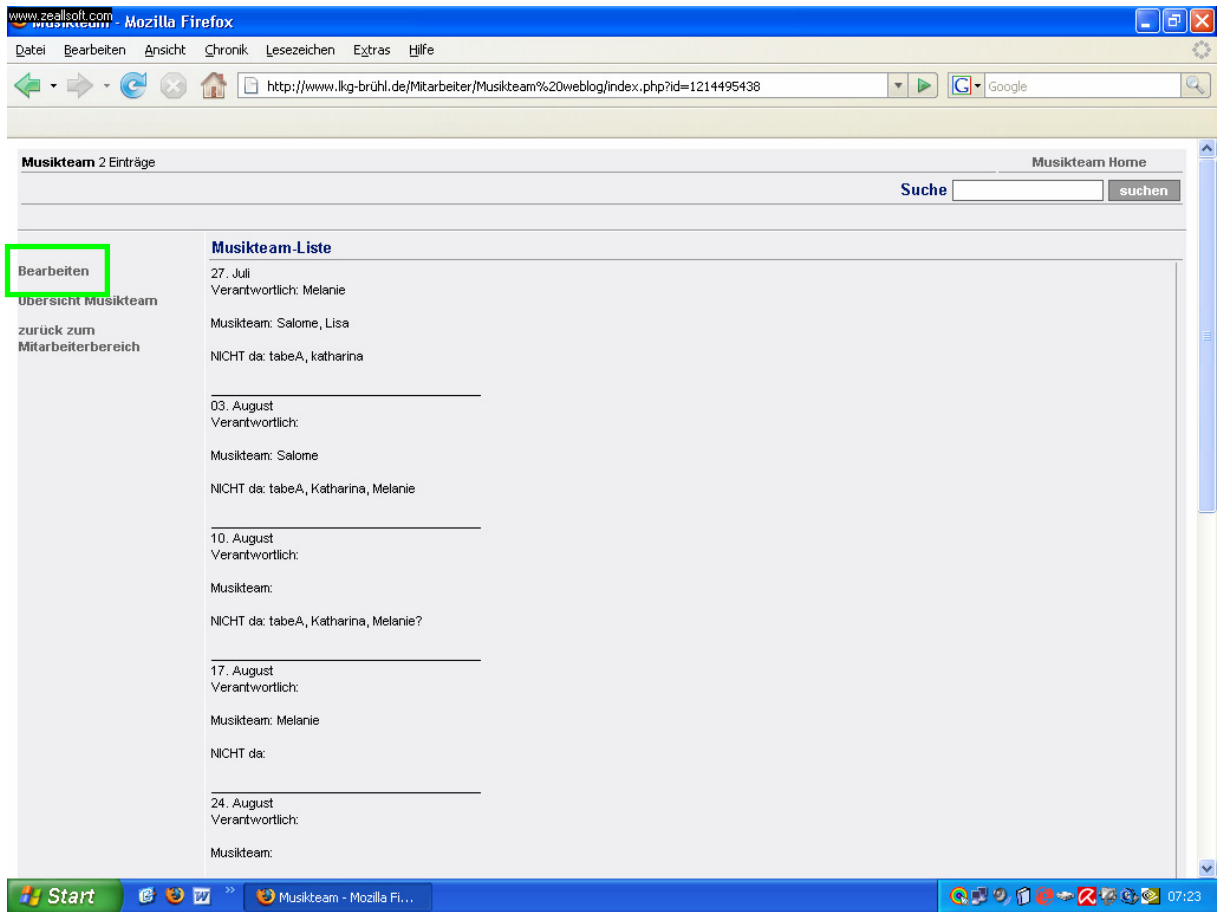 www.zeallsoft.com
Musikteam - Mozilla Firefox
Datei Bearbeiten Ansicht Chronik Lesezeichen Extras Hilfe
http://www.lkg-brühl.de/Mitarbeiter/Musikteam%20weblog/index.php?id=1214495438
G Google
Musikteam 2 Einträge
Musikteam Home
Suche suchen
Musikteam-Liste
Bearbeiten
Übersicht Musikteam
zurück zum
Mitarbeiterbereich
27. Juli
Verantwortlich: Melanie
Musikteam: Salome, Lisa
NICHT da: tabeA, katharina
03. August
Verantwortlich:
Musikteam: Salome
NICHT da: tabeA, Katharina, Melanie
10. August
Verantwortlich:
Musikteam:
NICHT da: tabeA, Katharina, Melanie?
17. August
Verantwortlich:
Musikteam: Melanie
NICHT da:
24. August
Verantwortlich:
Musikteam:
Start
W
»
Musikteam - Mozilla Fi...
07:23